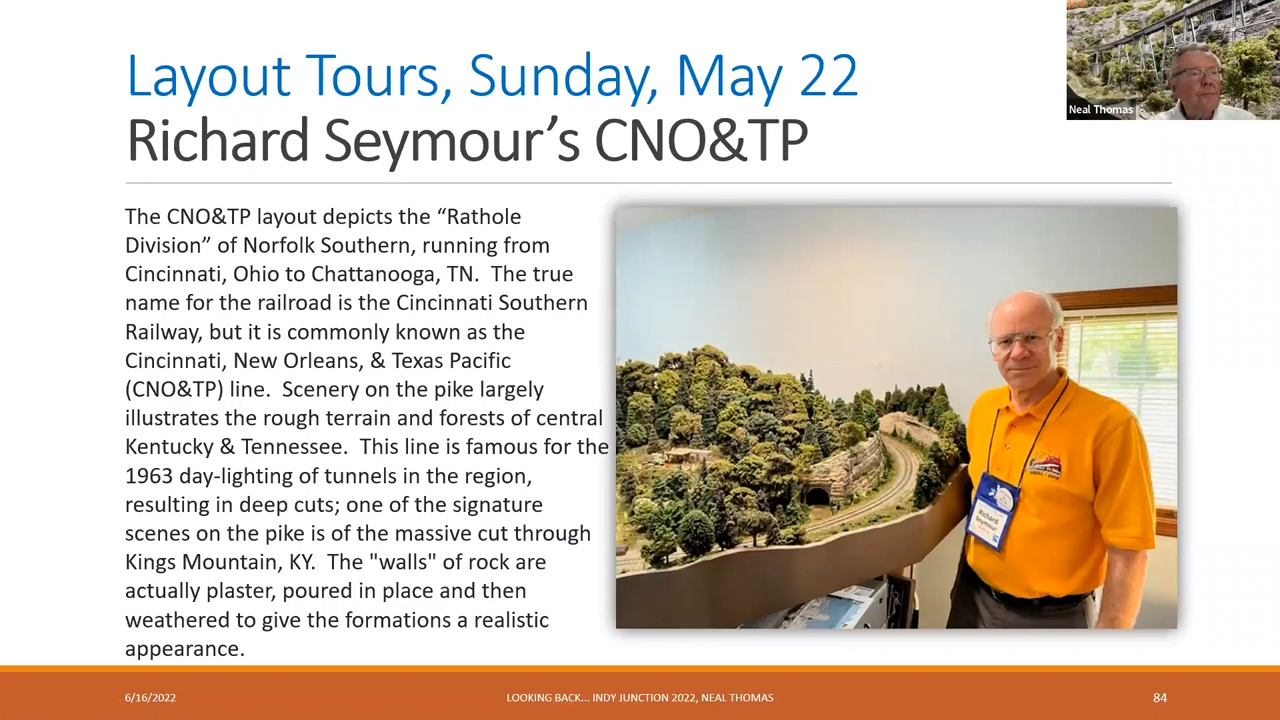 Layout Tours, Sunday, May 22
Richard Seymour’s CNO&TP
Neal Thomas
The CNO&TP layout depicts the “Rathole
Division” of Norfolk Southern, running from
Cincinnati, Ohio to Chattanooga, TN.  The true
name for the railroad is the Cincinnati Southern
Railway, but it is commonly known as the
Cincinnati, New Orleans, & Texas Pacific
(CNO&TP) line.  Scenery on the pike largely
illustrates the rough terrain and forests of central
Kentucky & Tennessee.  This line is famous for the
1963 day-lighting of tunnels in the region,
resulting in deep cuts; one of the signature
scenes on the pike is of the massive cut through
Kings Mountain, KY.  The "walls" of rock are
actually plaster, poured in place and then
weathered to give the formations a realistic
appearance.
Richard
Seymour
6/16/2022
LOOKING BACK... INDY JUNCTION 2022, NEAL THOMAS
84